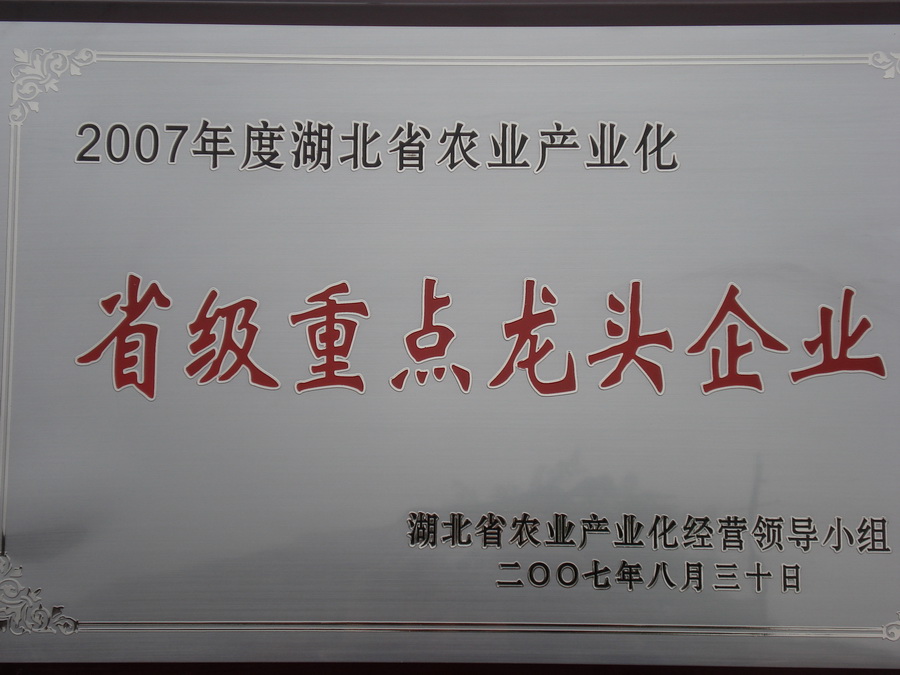 2007年度湖北省农业产业化
省级重点龙头企业
湖北省农业产业化经营领导小组
二〇〇七年八月三十日